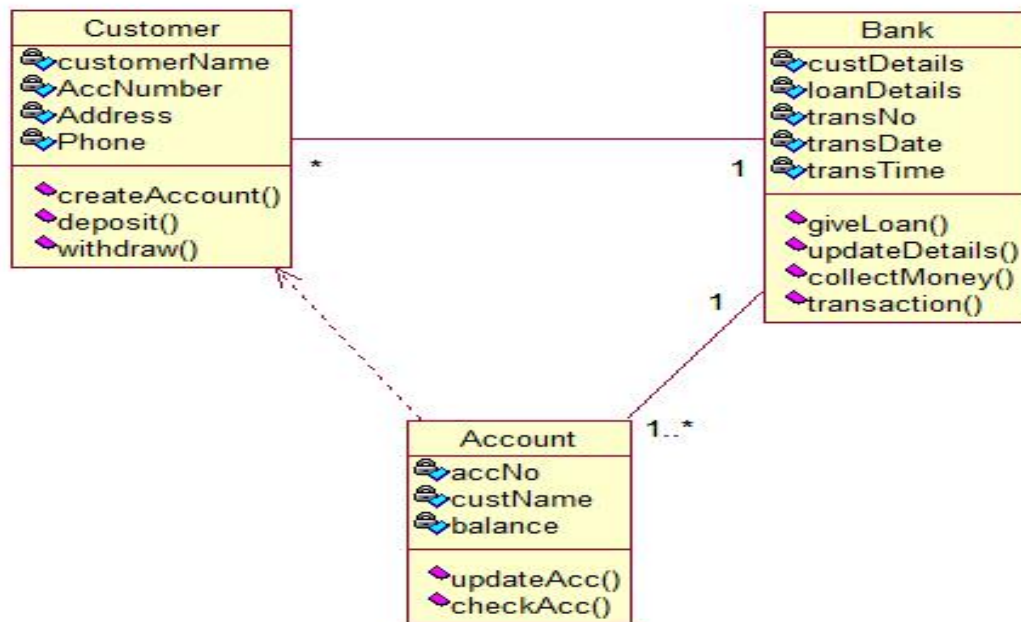 Customer
customerName
AccNumber
Address
Phone
createAccount()
deposit()
withdraw()
*
1
Bank
custDetails
loanDetails
transNo
transDate
transTime
giveLoan()
updateDetails()
collectMoney()
transaction()
1
1..*
Account
accNo
custName
balance
updateAcc()
checkAcc()